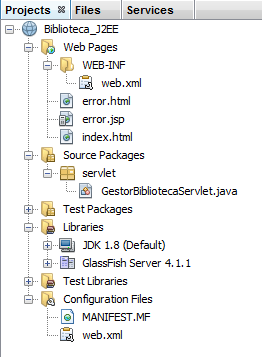 Projects Files Services
Biblioteca_J2EE
Web Pages
WEB-INF
web.xml
error.html
error.jsp
index.html
Source Packages
servlet
GestorBibliotecaServlet.java
Test Packages
Libraries
JDK 1.8 (Default)
GlassFish Server 4.1.1
Test Libraries
Configuration Files
MANIFEST.MF
web.xml